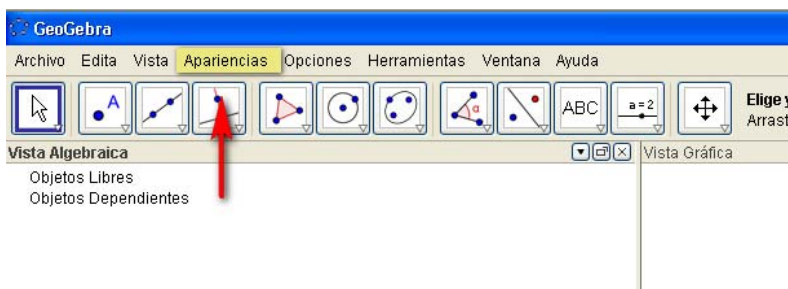 GeoGebra
Archivo Edita Vista Apariencias Opciones Herramientas Ventana Ayuda
A α ABC a=2 Elige y
Arrast
Vista Algebraica Vista Gráfica
Objetos Libres
Objetos Dependientes